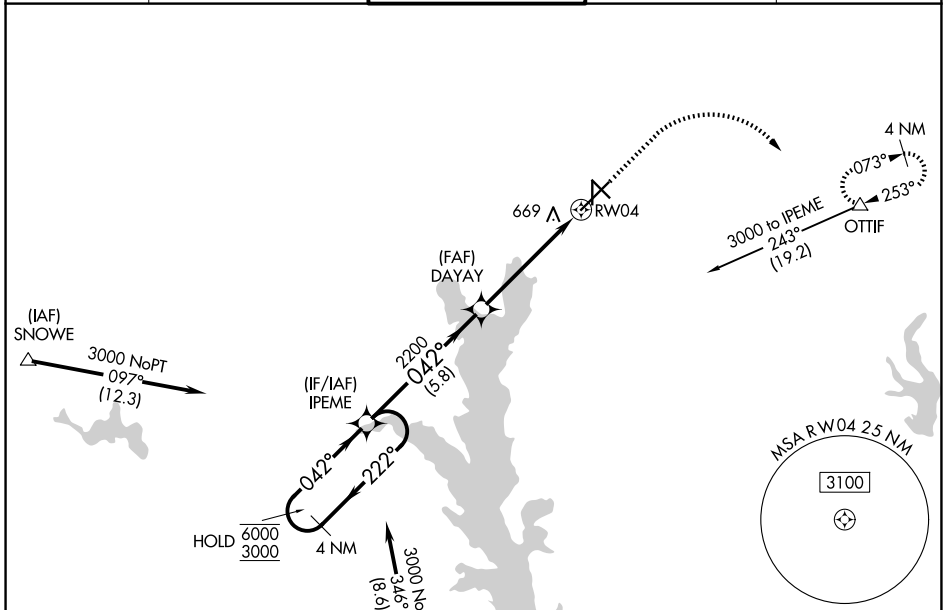 4 NM
073°
253°
OTTIF
3000 to IPEME
243°
(19.2)
669
RW04
(FAF)
DAYAY
(IAF)
SNOWE
3000 NoPT
097°
(12.3)
2200
042°
(5.8)
(IF/IAF)
IPEME
042°
222°
HOLD
6000
3000
4 NM
346°
(8.6)
MSA RW04 25 NM
3100